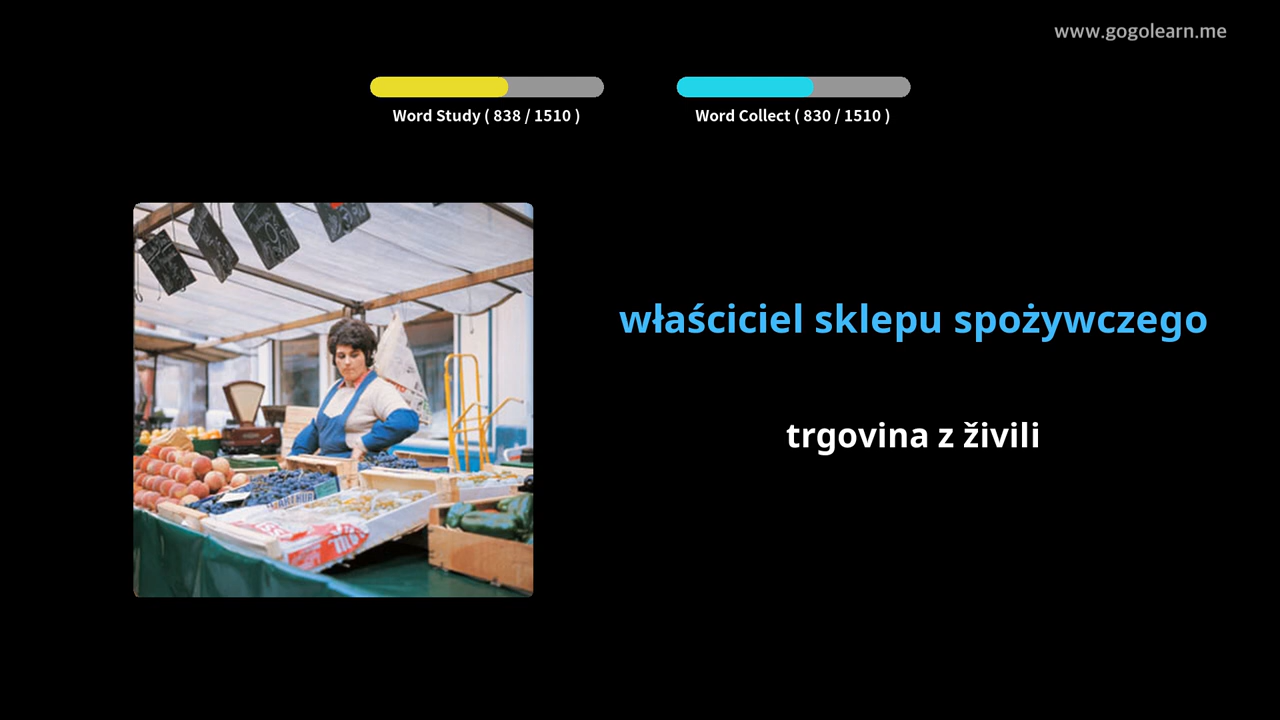 www.gogolearn.me
Word Study ( 838 / 1510 )
Word Collect ( 830 / 1510 )
właściciel sklepu spożywczego
trgovina z živili